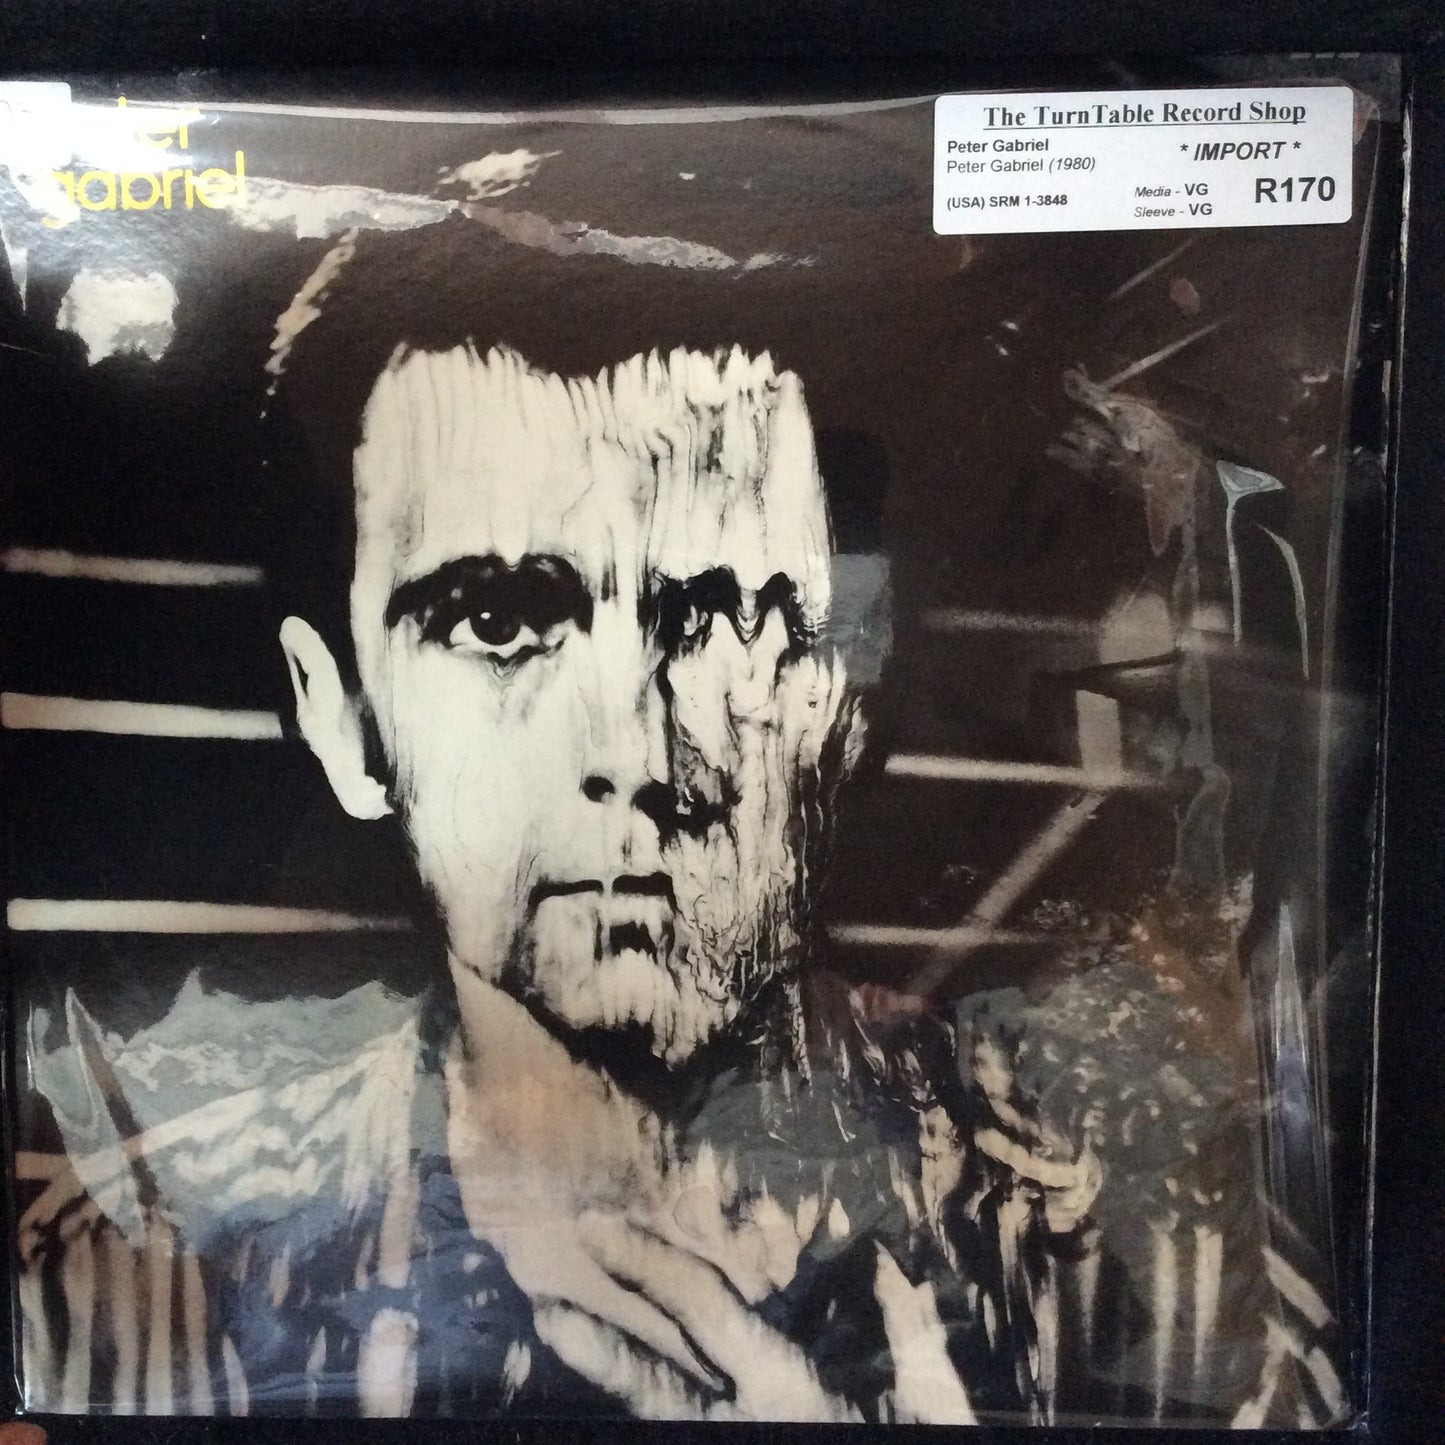 gabriel
The TurnTable Record Shop
Peter Gabriel
* IMPORT *
Peter Gabriel (1980)
Media - VG
R170
(USA) SRM 1-3848
Sleeve - VG